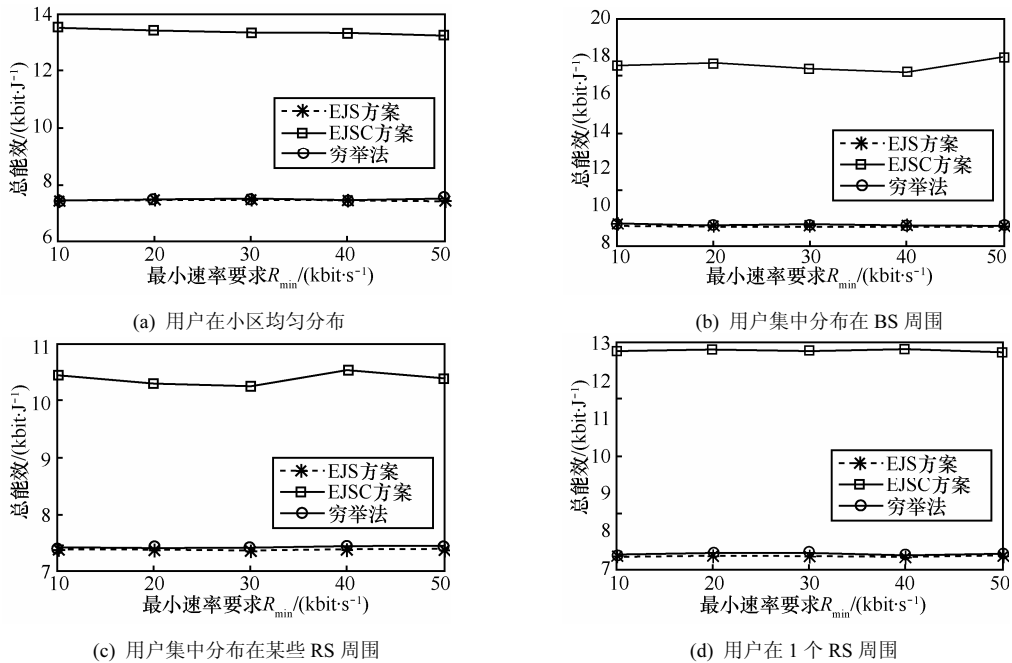 14
12
10
8
6
总能效/(kbit·J⁻¹)
EJS方案
EJSC方案
穷举法
10 20 30 40 50
最小速率要求Rmin/(kbit·s⁻¹)
(a) 用户在小区均匀分布
20
18
16
14
12
10
8
总能效/(kbit·J⁻¹)
EJS方案
EJSC方案
穷举法
10 20 30 40 50
最小速率要求Rmin/(kbit·s⁻¹)
(b) 用户集中分布在 BS 周围
11
10
9
8
7
总能效/(kbit·J⁻¹)
EJS方案
EJSC方案
穷举法
10 20 30 40 50
最小速率要求Rmin/(kbit·s⁻¹)
(c) 用户集中分布在某些 RS 周围
13
12
11
10
9
8
7
总能效/(kbit·J⁻¹)
EJS方案
EJSC方案
穷举法
10 20 30 40 50
最小速率要求Rmin/(kbit·s⁻¹)
(d) 用户在 1 个 RS 周围